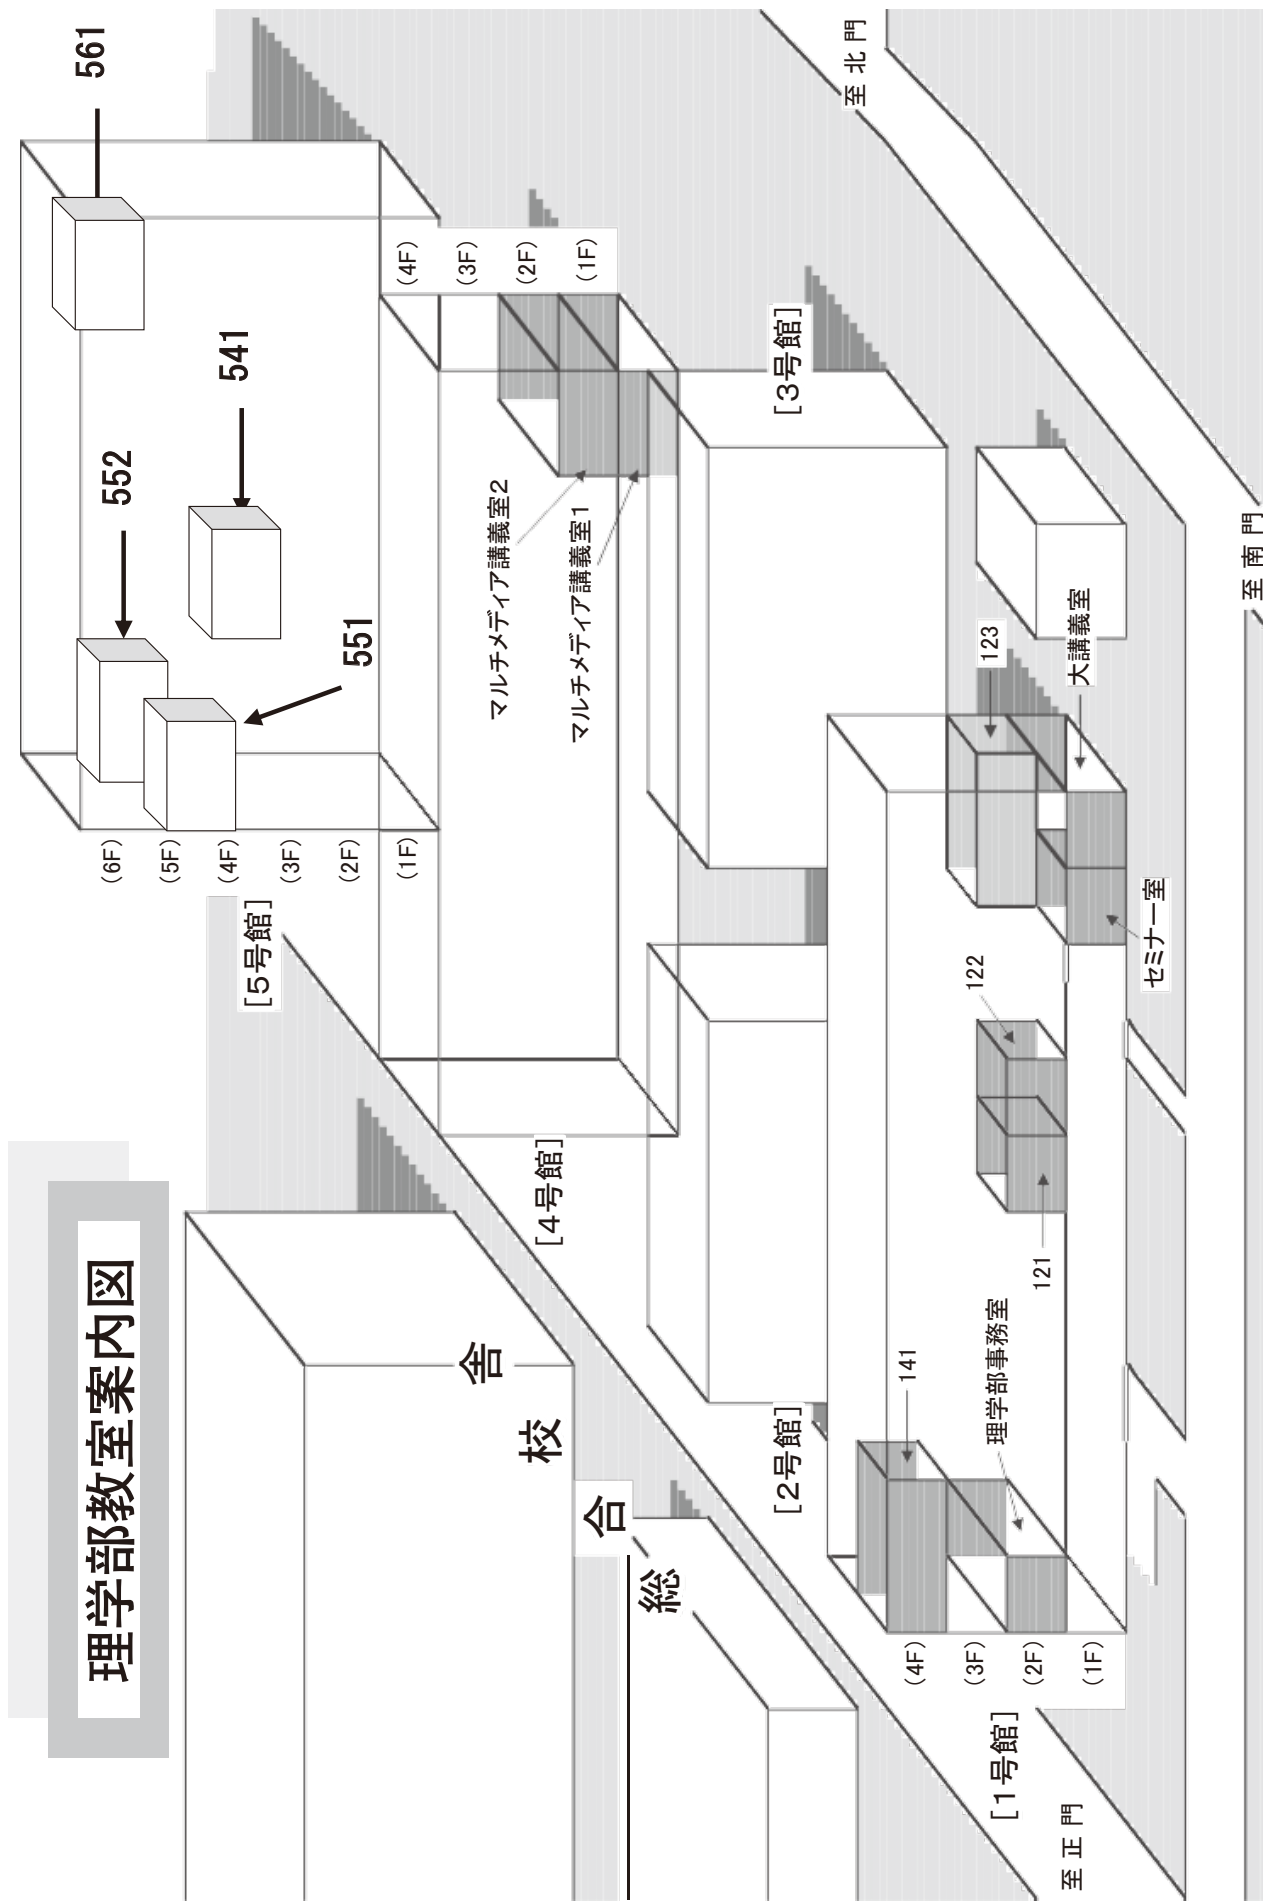 理学部教室案内図
561
552
541
551
(6F)
(5F)
(4F)
(3F)
(2F)
(1F)
[5号館]
(4F)
(3F)
(2F)
(1F)
マルチメディア講義室2
マルチメディア講義室1
[4号館]
[3号館]
[2号館]
総合校舎
141
理学部事務室
121
122
123
大講義室
セミナー室
(4F)
(3F)
(2F)
(1F)
[1号館]
至正門
至北門
至南門